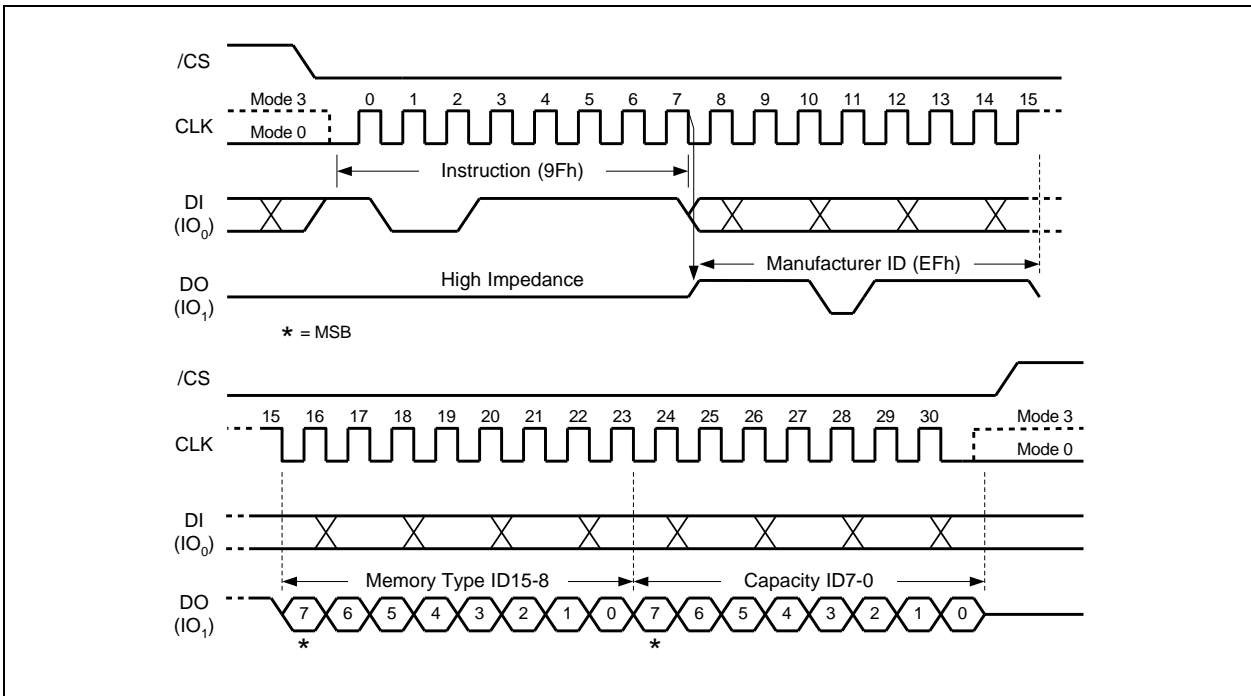 /CS
Mode 3 0 1 2 3 4 5 6 7 8 9 10 11 12 13 14 15
CLK
Mode 0
Instruction (9Fh)
DI
(IO0)
Manufacturer ID (EFh)
DO
(IO1)
High Impedance
* = MSB
/CS
15 16 17 18 19 20 21 22 23 24 25 26 27 28 29 30 Mode 3
CLK
Mode 0
DI
(IO0)
Memory Type ID15-8 Capacity ID7-0
DO
(IO1)
7 6 5 4 3 2 1 0 7 6 5 4 3 2 1 0
* *